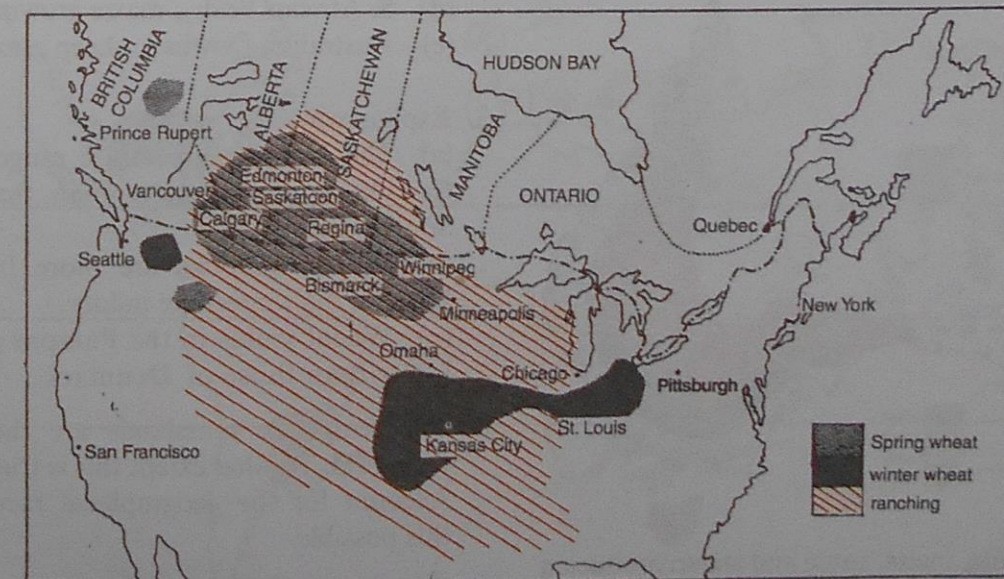 HUDSON BAY
BRITISH
COLUMBIA
ALBERTA
SASKATCHEWAN
MANITOBA
ONTARIO
Prince Rupert
Edmonton
Vancouver
Saskatoon
Calgary
Regina
Quebec
Seattle
Winnipeg
Bismarck
Minneapolis
New York
Omaha
Chicago
Pittsburgh
St. Louis
Kansas City
San Francisco
Spring wheat
winter wheat
ranching